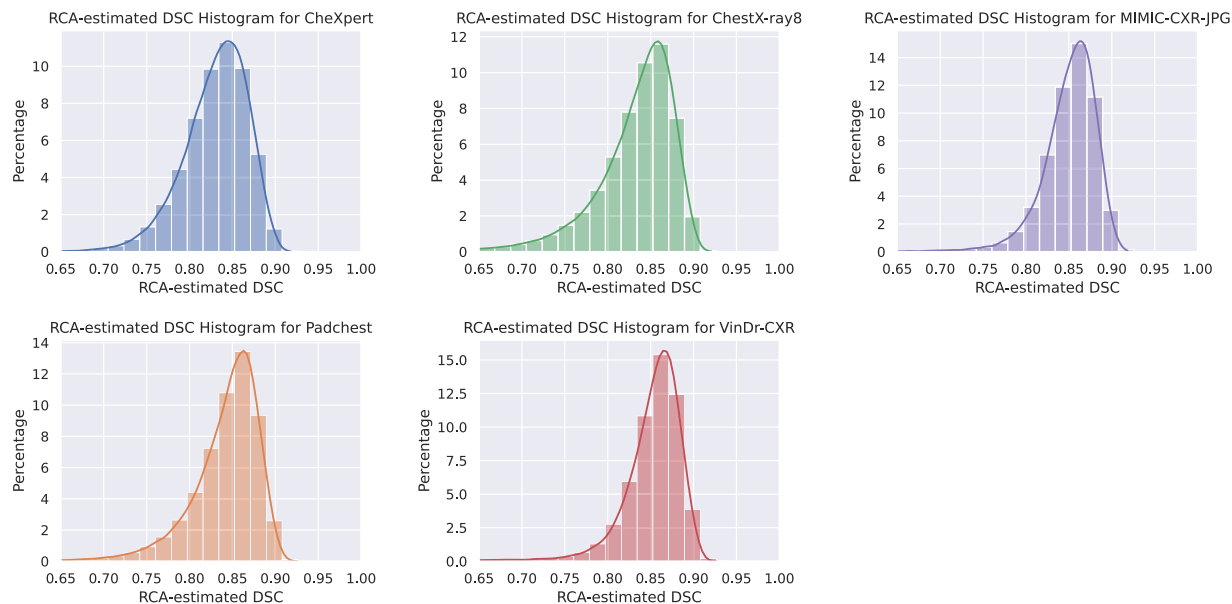 RCA-estimated DSC Histogram for CheXpert
Percentage
10
8
6
4
2
0
0.65 0.70 0.75 0.80 0.85 0.90 0.95 1.00
RCA-estimated DSC
RCA-estimated DSC Histogram for ChestX-ray8
Percentage
12
10
8
6
4
2
0
0.65 0.70 0.75 0.80 0.85 0.90 0.95 1.00
RCA-estimated DSC
RCA-estimated DSC Histogram for MIMIC-CXR-JPG
Percentage
14
12
10
8
6
4
2
0
0.65 0.70 0.75 0.80 0.85 0.90 0.95 1.00
RCA-estimated DSC
RCA-estimated DSC Histogram for Padchest
Percentage
14
12
10
8
6
4
2
0
0.65 0.70 0.75 0.80 0.85 0.90 0.95 1.00
RCA-estimated DSC
RCA-estimated DSC Histogram for VinDr-CXR
Percentage
15.0
12.5
10.0
7.5
5.0
2.5
0.0
0.65 0.70 0.75 0.80 0.85 0.90 0.95 1.00
RCA-estimated DSC